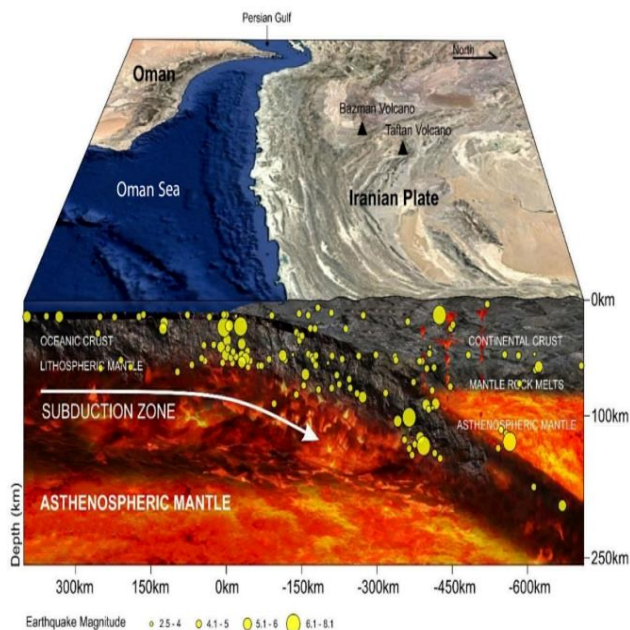 Persian Gulf
North
Oman
Bazman Volcano
Taftan Volcano
Oman Sea
Iranian Plate
0km
OCEANIC CRUST
CONTINENTAL CRUST
LITHOSPHERIC MANTLE
MANTLE ROCK MELTS
SUBDUCTION ZONE
100km
ASTHENOSPHERIC MANTLE
ASTHENOSPHERIC MANTLE
Depth (km)
250km
300km 150km 0km -150km -300km -450km -600km
Earthquake Magnitude 2.5 - 4 4.1 - 5 5.1 - 6 6.1 - 8.1